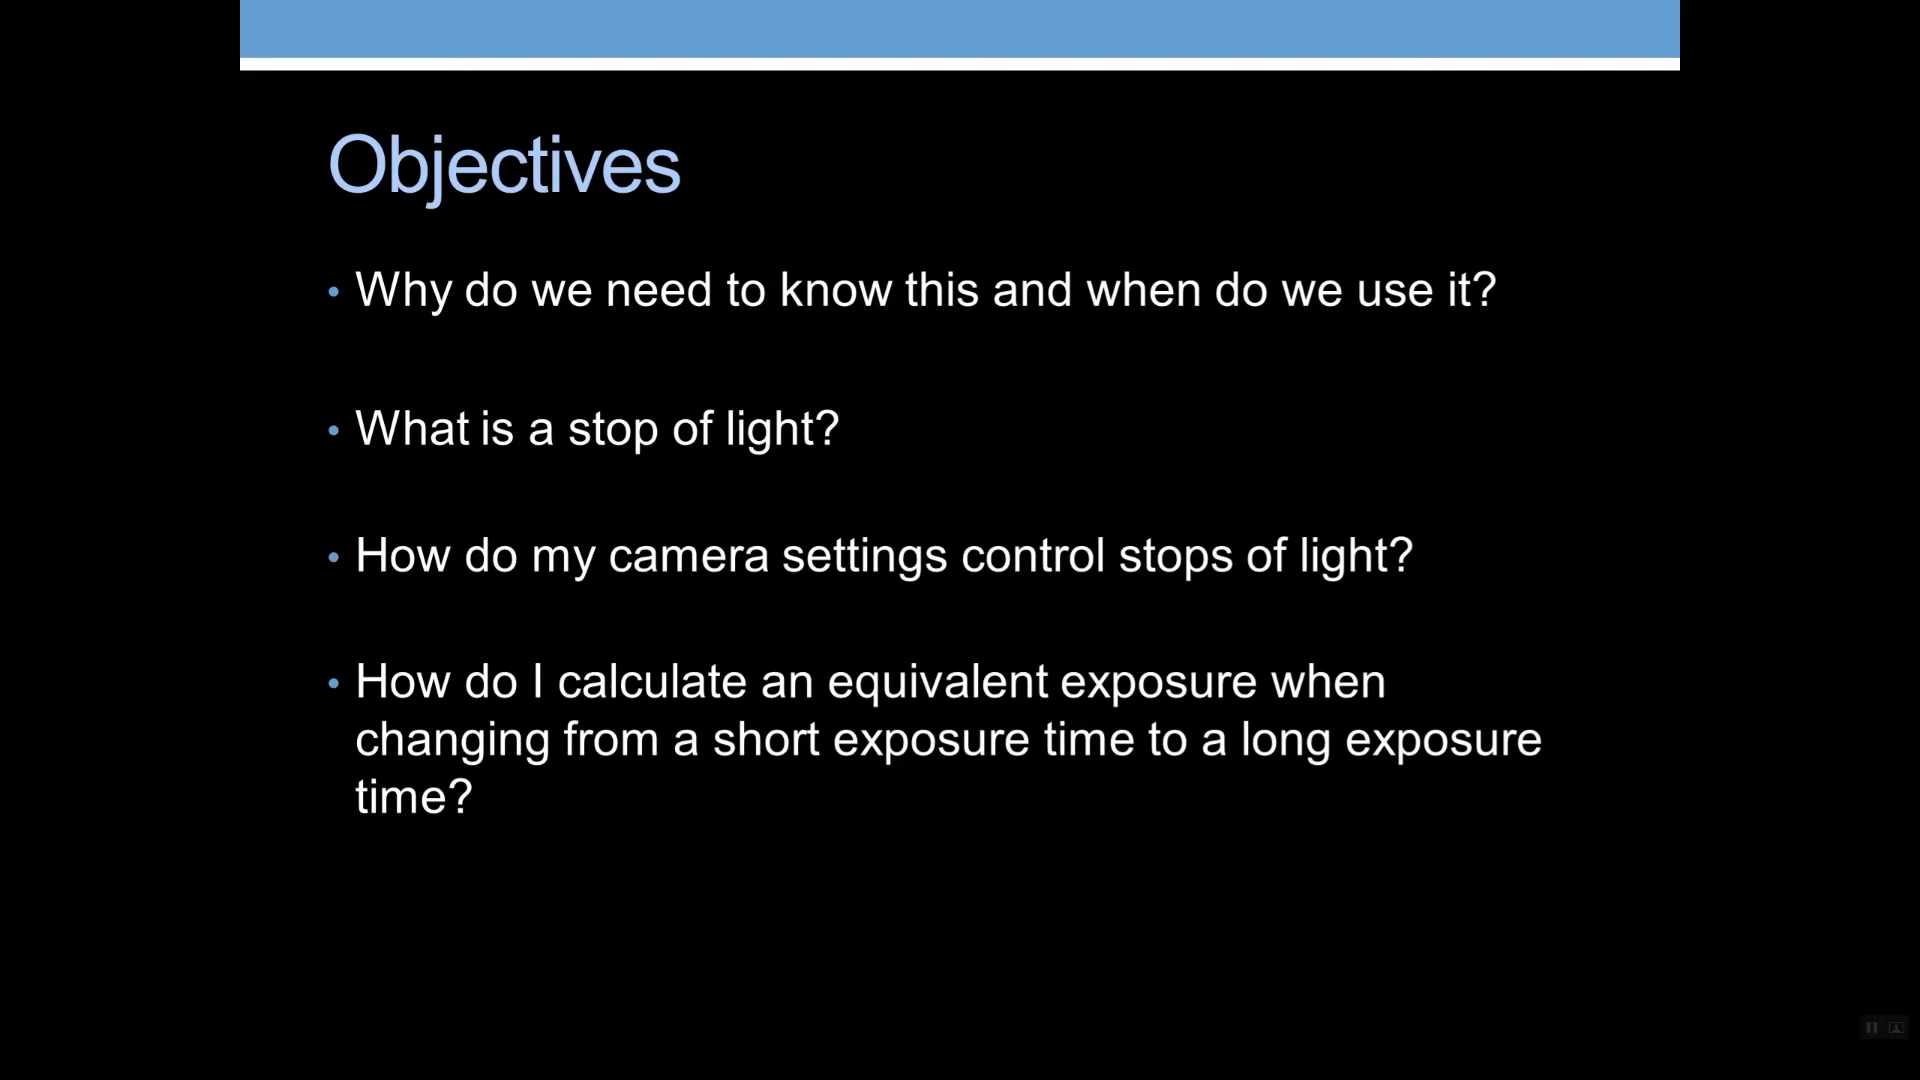 Objectives
• Why do we need to know this and when do we use it?
• What is a stop of light?
• How do my camera settings control stops of light?
• How do I calculate an equivalent exposure when
changing from a short exposure time to a long exposure
time?